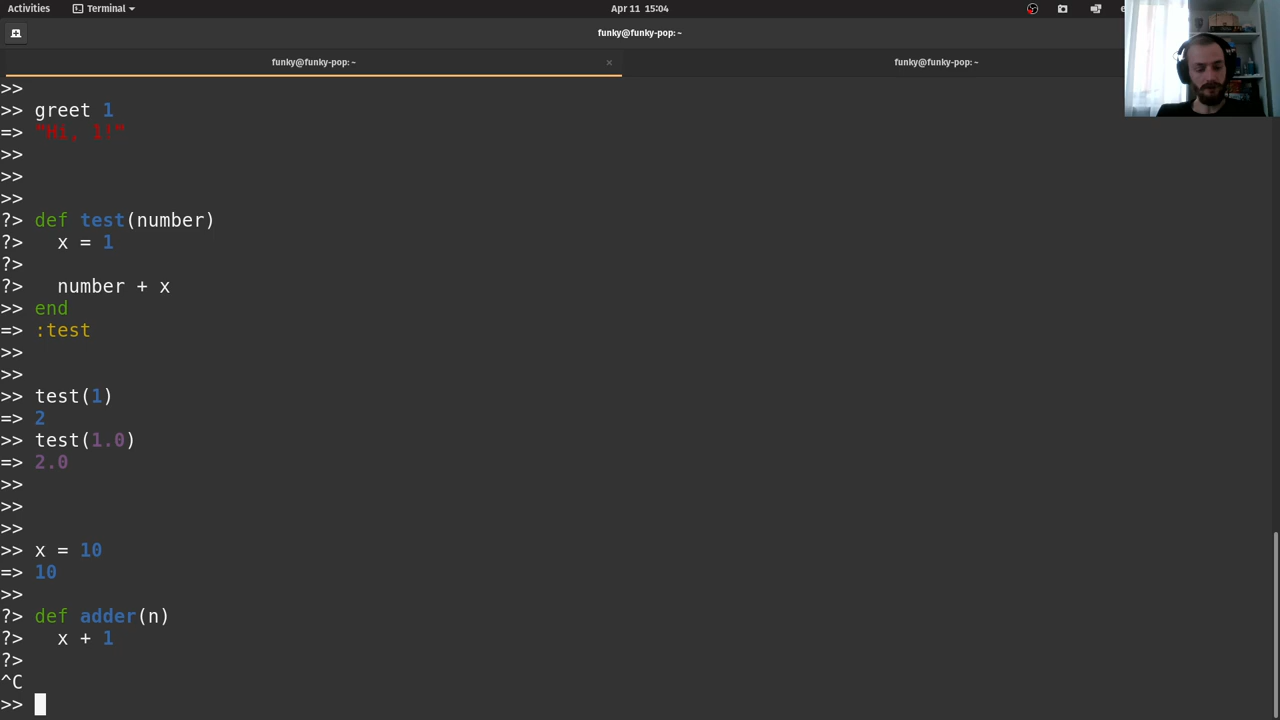 Activities
Terminal
Apr 11 15:04
funky@funky-pop: ~
funky@funky-pop: ~ ×
funky@funky-pop: ~
>>
>> greet 1
=> "Hi, 1!"
>>
>>
>>
?> def test(number)
?>   x = 1
?>
?>   number + x
>> end
=> :test
>>
>>
>> test(1)
=> 2
>> test(1.0)
=> 2.0
>>
>>
>>
>> x = 10
=> 10
>>
?> def adder(n)
?>   x + 1
?>
^C
>>